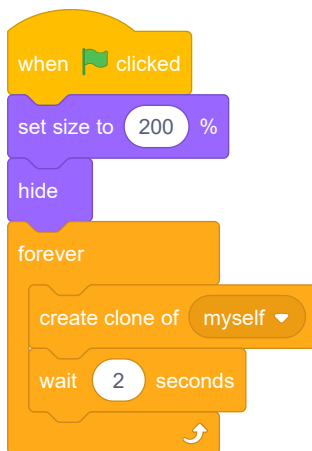 when clicked
set size to 200 %
hide
forever
create clone of myself
wait 2 seconds